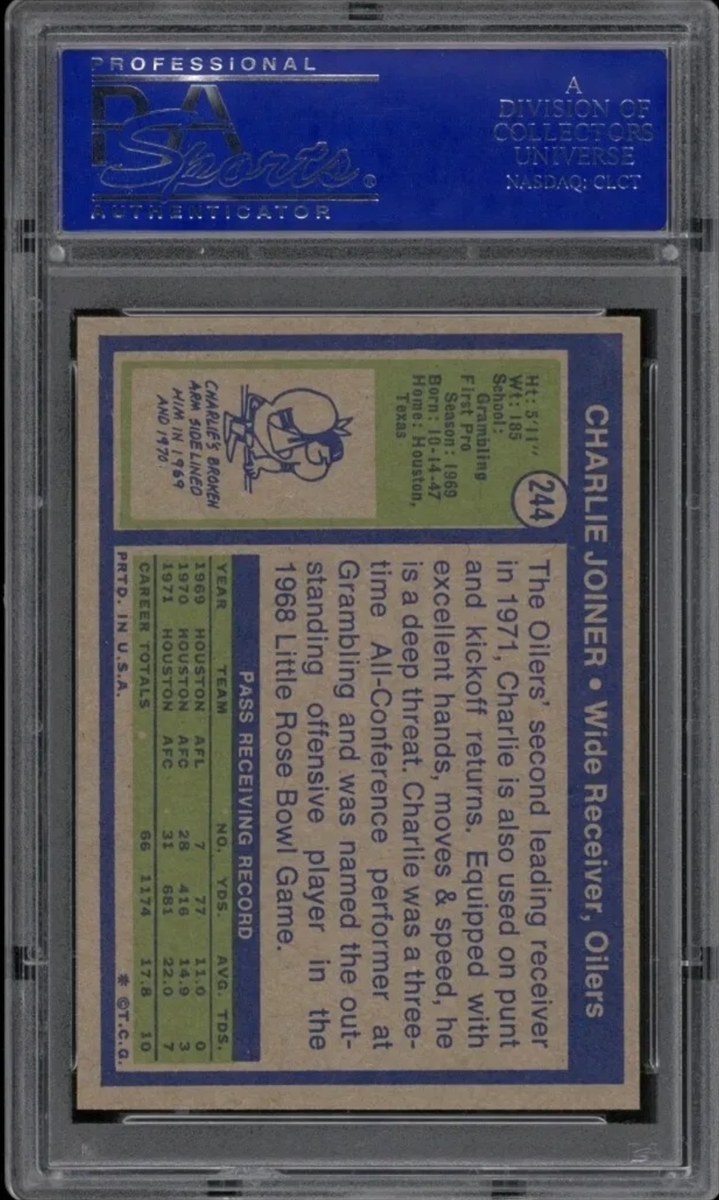 PROFESSIONAL
PSA
Sports®
AUTHENTICATOR
A
DIVISION OF
COLLECTORS
UNIVERSE
NASDAQ: CLCT
CHARLIE JOINER • Wide Receiver, Oilers
244
Ht: 5'11"
Wt: 185
School:
Grambling
First Pro
Season: 1969
Born: 10-14-47
Home: Houston,
Texas
CHARLIE'S BROKEN
ARM SIDELINED
HIM IN 1969
AND 1970.
The Oilers' second leading receiver
in 1971, Charlie is also used on punt
and kickoff returns. Equipped with
excellent hands, moves & speed, he
is a deep threat. Charlie was a three-
time All-Conference performer at
Grambling and was named the out-
standing offensive player in the
1968 Little Rose Bowl Game.
PASS RECEIVING RECORD
YEAR TEAM NO. YDS. AVG. TDS.
1969 HOUSTON AFL 7 77 11.0 0
1970 HOUSTON AFC 28 416 14.9 3
1971 HOUSTON AFC 31 681 22.0 7
CAREER TOTALS 66 1174 17.8 10
PRTD. IN U.S.A. * ©T.C.G.